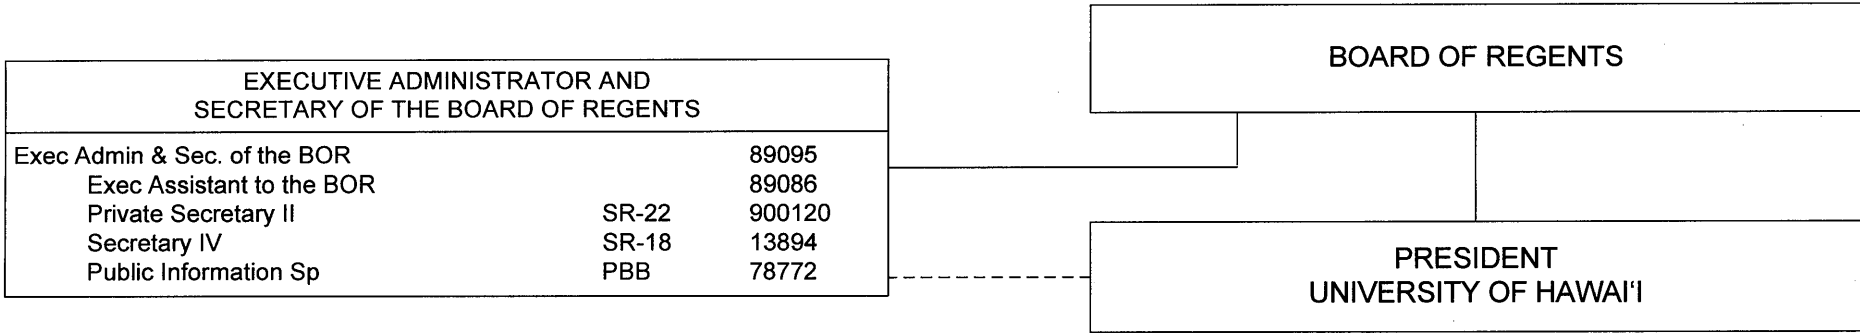 BOARD OF REGENTS
EXECUTIVE ADMINISTRATOR AND
SECRETARY OF THE BOARD OF REGENTS
Exec Admin & Sec. of the BOR 89095
Exec Assistant to the BOR 89086
Private Secretary II SR-22 900120
Secretary IV SR-18 13894
Public Information Sp PBB 78772
PRESIDENT
UNIVERSITY OF HAWAI‘I